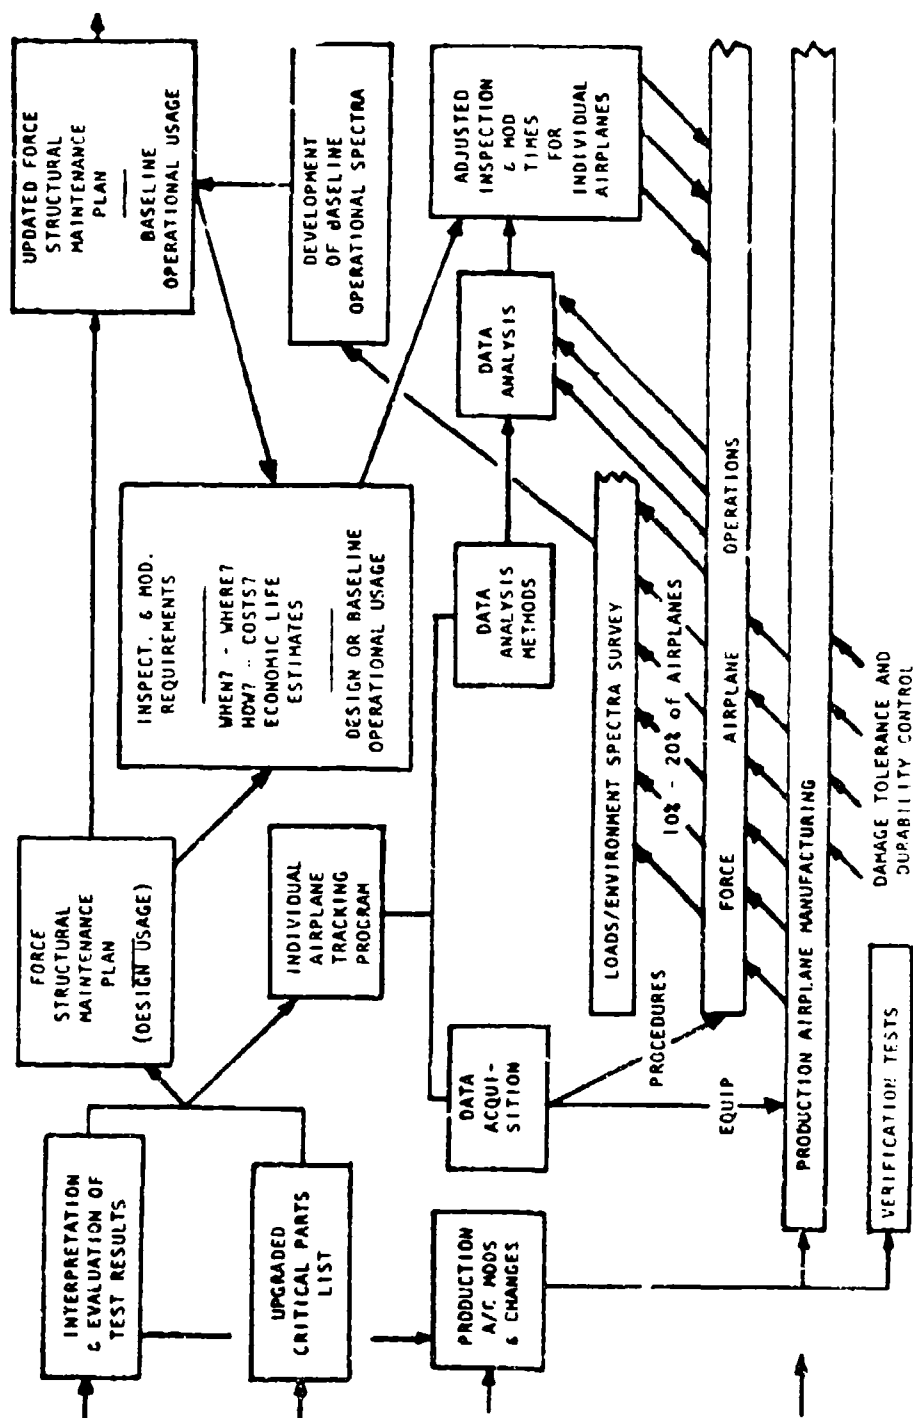 INTERPRETATION
& EVALUATION OF
TEST RESULTS
UPGRADED
CRITICAL PARTS
LIST
PRODUCTION
A/C MODS
& CHANGES
FORCE
STRUCTURAL
MAINTENANCE
PLAN
(DESIGN USAGE)
INDIVIDUAL
AIRPLANE
TRACKING
PROGRAM
DATA
ACQUI-
SITION
PROCEDURES
EQUIP
INSPECT. & MOD.
REQUIREMENTS
WHEN? - WHERE?
HOW? - COSTS?
ECONOMIC LIFE
ESTIMATES
DESIGN OR BASELINE
OPERATIONAL USAGE
DATA
ANALYSIS
METHODS
UPDATED FORCE
STRUCTURAL
MAINTENANCE
PLAN
BASELINE
OPERATIONAL USAGE
DEVELOPMENT
OF BASELINE
OPERATIONAL SPECTRA
DATA
ANALYSIS
ADJUSTED
INSPECTION
& MOD
TIMES
FOR
INDIVIDUAL
AIRPLANES
LOADS/ENVIRONMENT SPECTRA SURVEY
10% - 20% of AIRPLANES
FORCE AIRPLANE OPERATIONS
PRODUCTION AIRPLANE MANUFACTURING
VERIFICATION TESTS
DAMAGE TOLERANCE AND
DURABILITY CONTROL